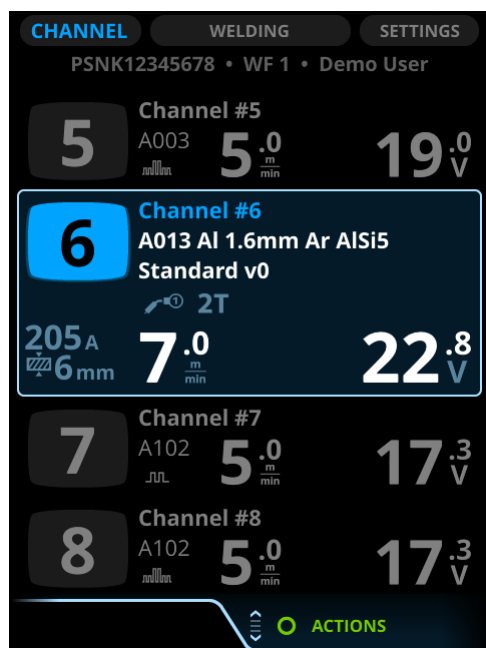 CHANNEL WELDING SETTINGS
PSNK12345678 • WF 1 • Demo User
5
Channel #5
A003
5.0 m/min
19.0 V
6
Channel #6
A013 Al 1.6mm Ar AlSi5
Standard v0
1 2T
205 A
6 mm
7.0 m/min
22.8 V
7
Channel #7
A102
5.0 m/min
17.3 V
8
Channel #8
A102
5.0 m/min
17.3 V
ACTIONS